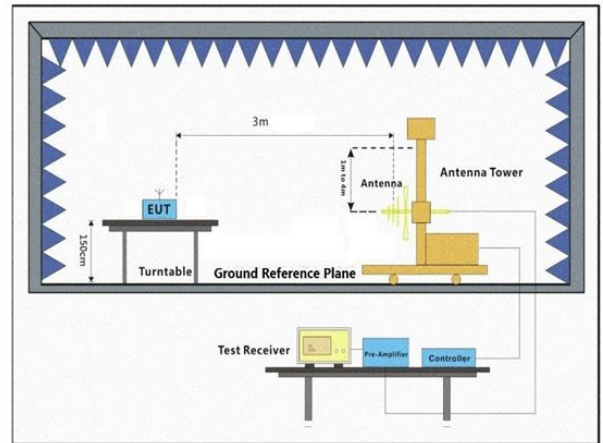 3m
1m to 4m
Antenna
Antenna Tower
EUT
150cm
Turntable
Ground Reference Plane
Test Receiver
Pre-Amplifier
Controller